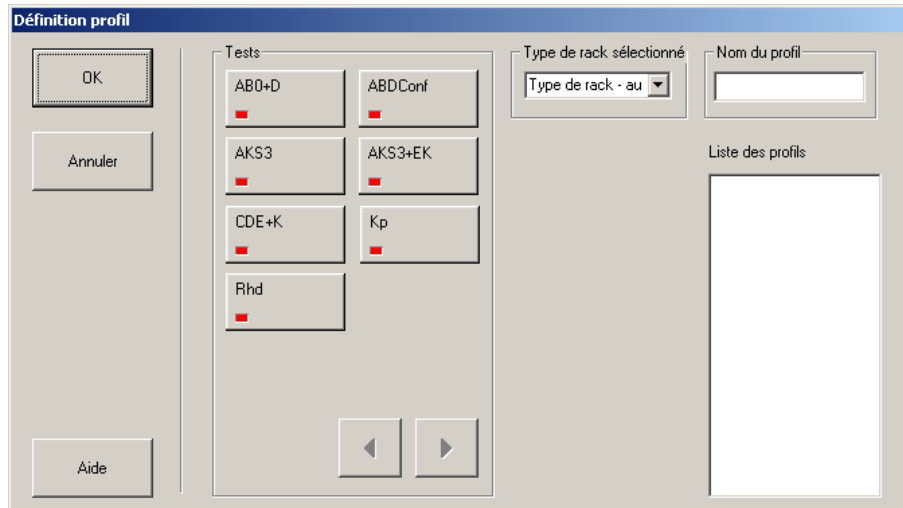 Définition profil
OK
Annuler
Aide
Tests
AB0+D
ABDConf
AKS3
AKS3+EK
CDE+K
Kp
Rhd
Type de rack sélectionné
Type de rack - au
Nom du profil
Liste des profils